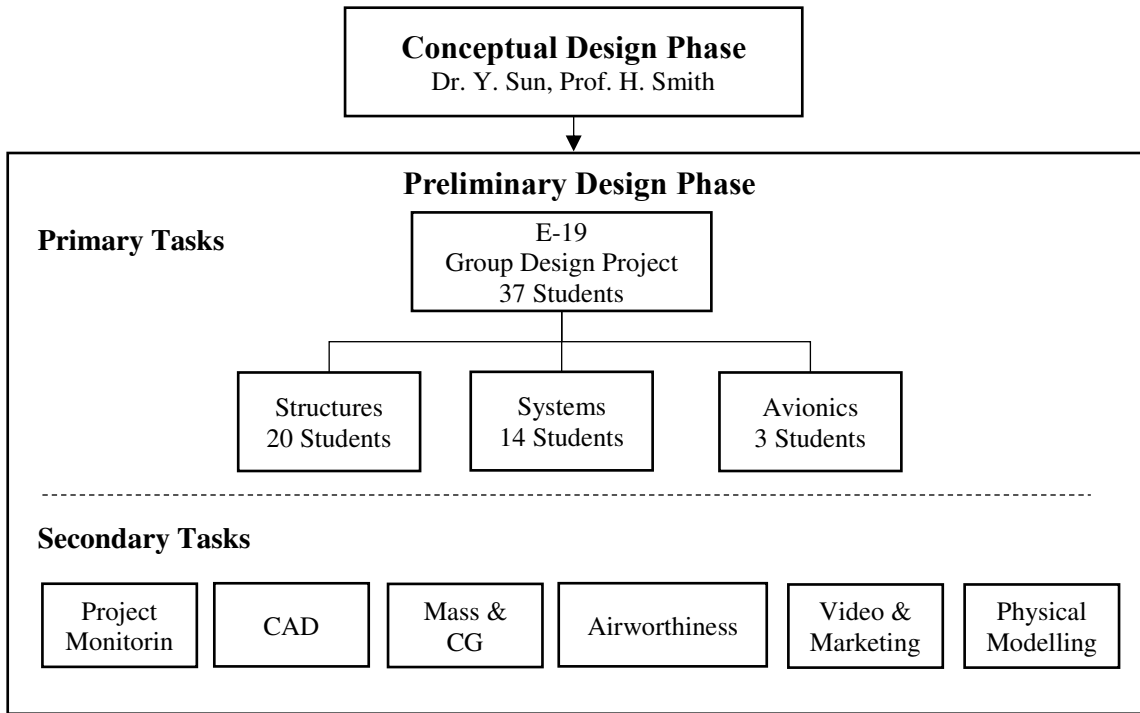 Conceptual Design Phase
Dr. Y. Sun, Prof. H. Smith
Preliminary Design Phase
Primary Tasks
E-19
Group Design Project
37 Students
Structures
20 Students
Systems
14 Students
Avionics
3 Students
Secondary Tasks
Project
Monitorin
CAD
Mass &
CG
Airworthiness
Video &
Marketing
Physical
Modelling